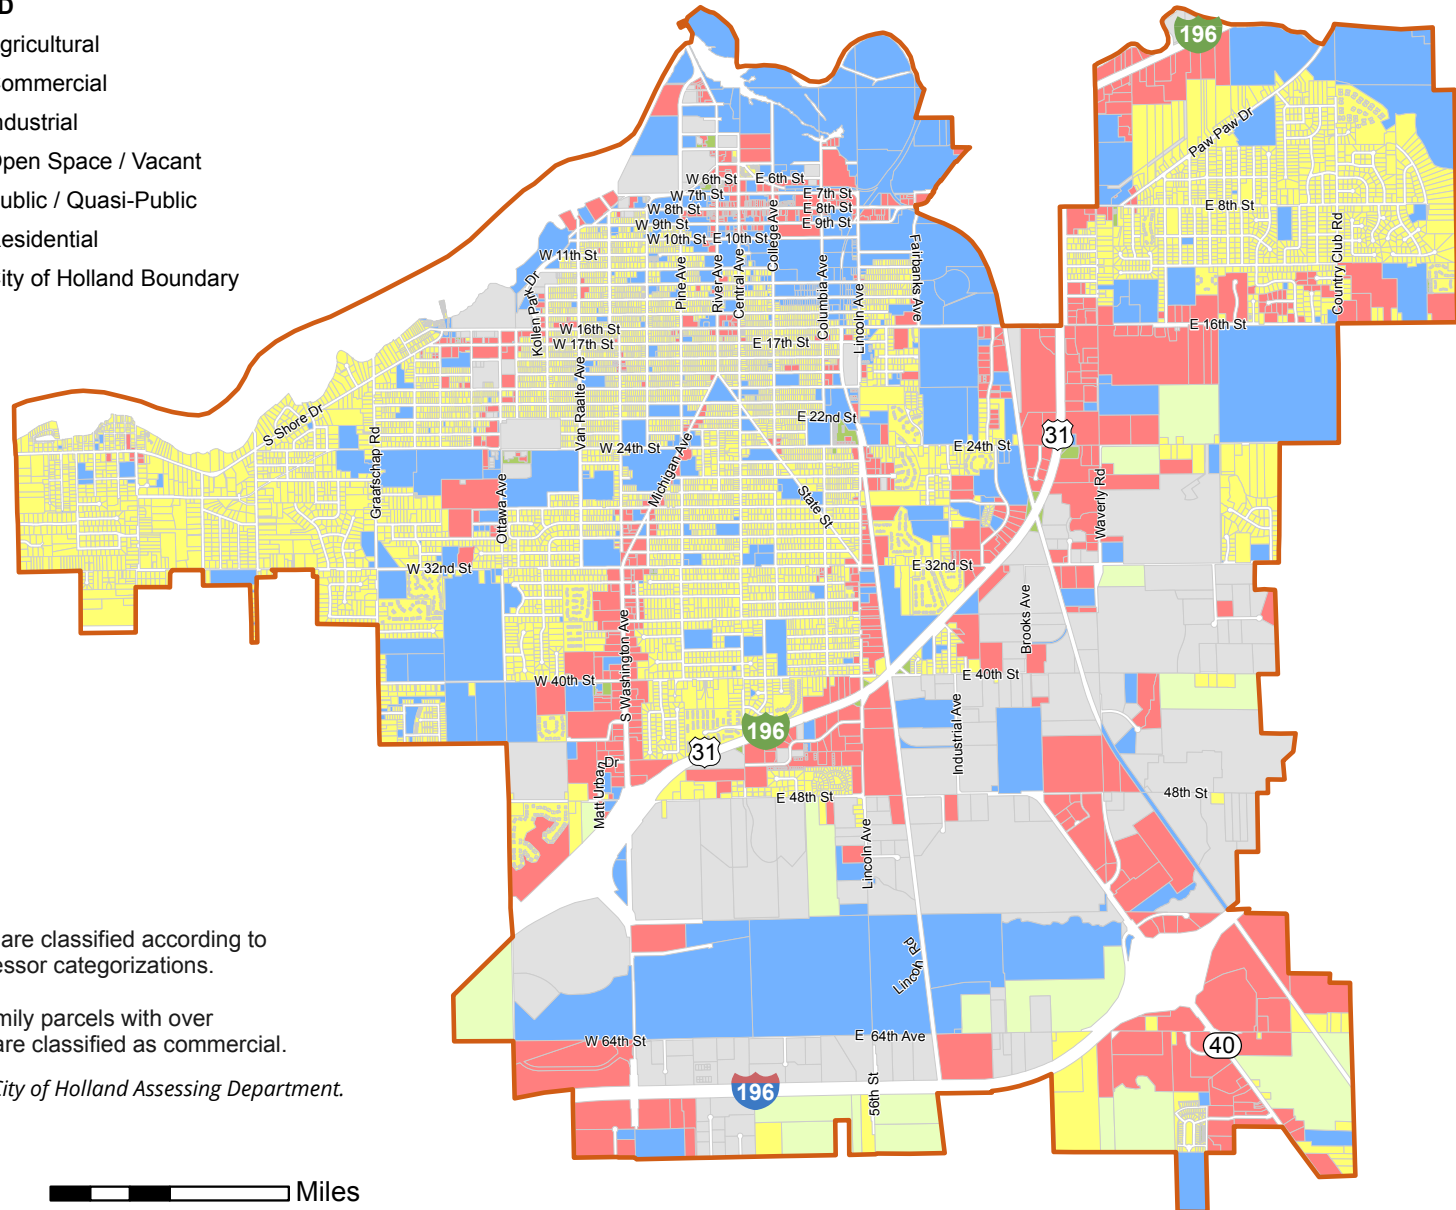 D
gricultural
ommercial
ndustrial
Open Space / Vacant
ublic / Quasi-Public
esidential
ity of Holland Boundary
196
Paw Paw Dr
W 6th St
E 6th St
W 7th St
E 7th St
W 8th St
E 8th St
E 8th St
W 9th St
E 9th St
W 10th St
E 10th St
W 11th St
College Ave
Fairbanks Ave
Country Club Rd
Kollen Park Dr
Pine Ave
River Ave
Central Ave
Columbia Ave
Lincoln Ave
W 16th St
E 16th St
W 17th St
E 17th St
Van Raalte Ave
S Shore Dr
E 22nd St
31
Graafschap Rd
W 24th St
E 24th St
Michigan Ave
Ottawa Ave
State St
Waverly Rd
W 32nd St
E 32nd St
Brooks Ave
S Washington Ave
W 40th St
E 40th St
Industrial Ave
196
31
Matt Urban Dr
E 48th St
48th St
Lincoln Ave
are classified according to
essor categorizations.
Lincoln Rd
mily parcels with over
are classified as commercial.
W 64th St
E 64th Ave
40
City of Holland Assessing Department.
196
56th St
Miles